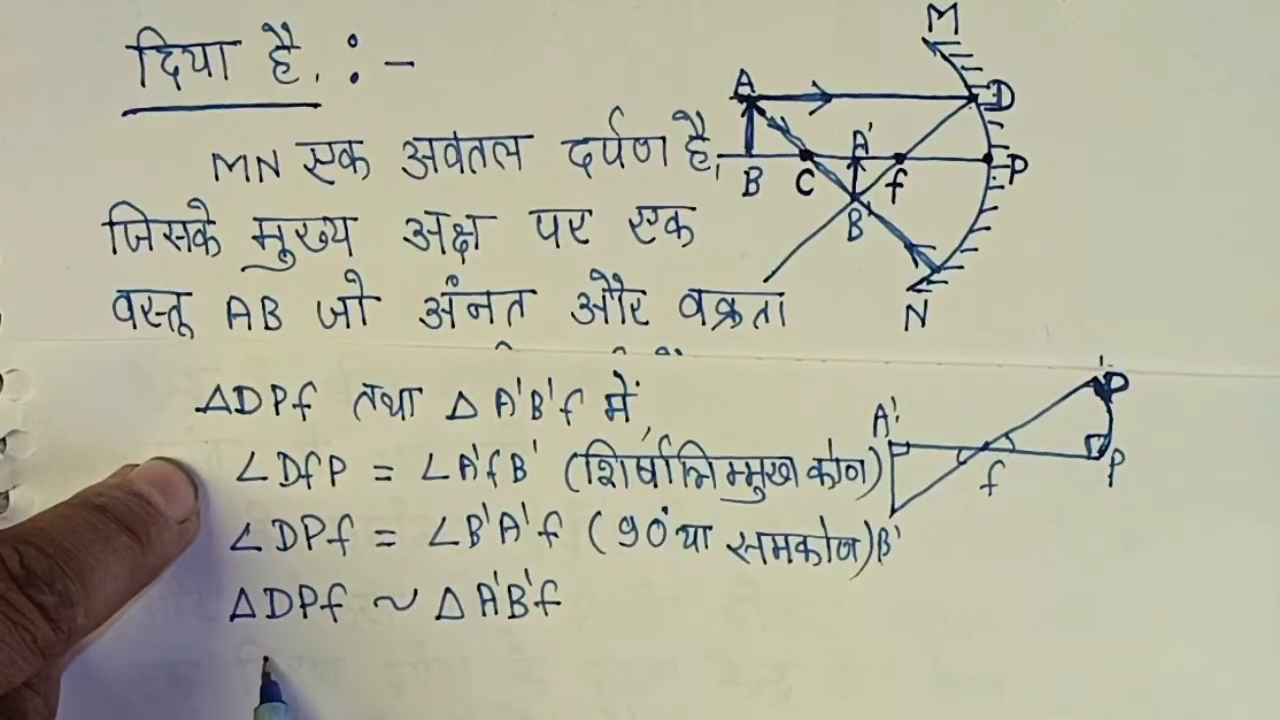 दिया है. :-
MN एक अवतल दर्पण है,
जिसके मुख्य अक्ष पर एक
वस्तू AB जो अंनत और वक्रता
M
A
D
A'
B
C
f
P
B'
N
ΔDPf तथा ΔA'B'f में,
∠DfP = ∠A'fB' (शिर्षाभिम्मुख कोण)
∠DPf = ∠B'A'f (90° या समकोण)
ΔDPf ~ ΔA'B'f
D
A'
f
P
B'